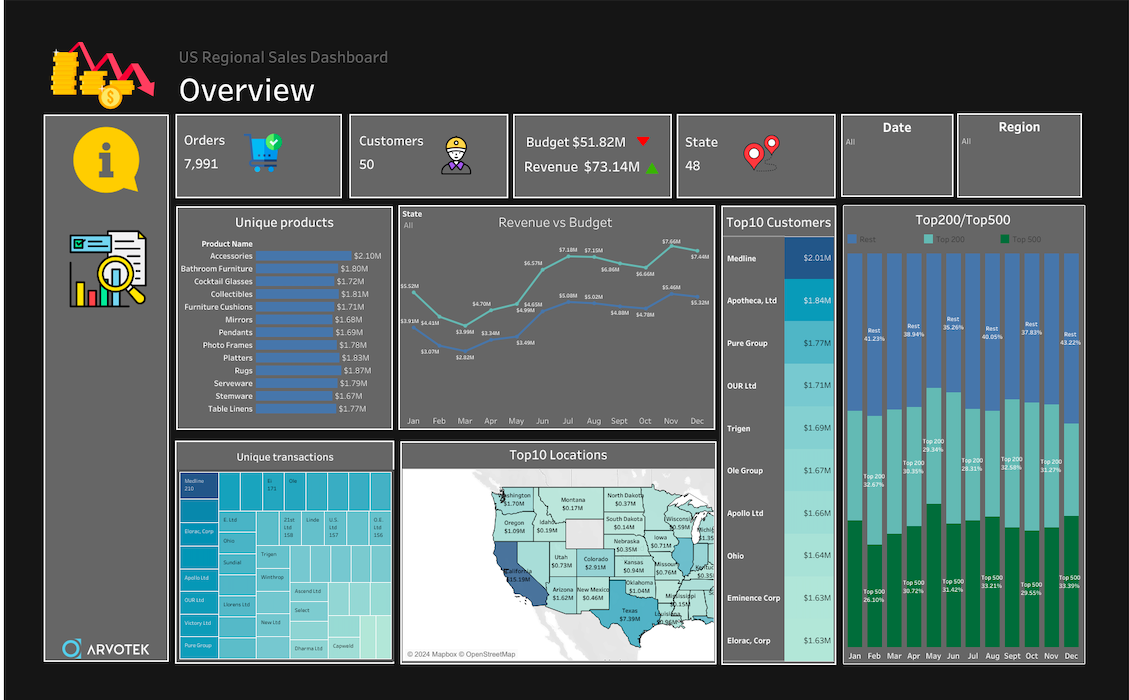 US Regional Sales Dashboard
Overview
Orders
7,991
Customers
50
Budget $51.82M
Revenue $73.14M
State
48
Date
All
Region
All
Unique products
Product Name
Accessories $2.10M
Bathroom Furniture $1.80M
Cocktail Glasses $1.72M
Collectibles $1.81M
Furniture Cushions $1.71M
Mirrors $1.68M
Pendants $1.69M
Photo Frames $1.78M
Platters $1.83M
Rugs $1.87M
Serveware $1.79M
Stemware $1.67M
Table Linens $1.77M
State
All
Revenue vs Budget
$5.52M
$4.41M
$3.99M
$4.70M
$4.99M
$6.57M
$7.18M
$7.15M
$6.86M
$6.66M
$7.66M
$7.44M
$3.91M
$3.07M
$2.82M
$3.34M
$3.49M
$4.65M
$5.08M
$5.02M
$4.88M
$4.78M
$5.46M
$5.32M
Jan Feb Mar Apr May Jun Jul Aug Sept Oct Nov Dec
Top10 Customers
Medline $2.01M
Apotheca, Ltd $1.84M
Pure Group $1.77M
OUR Ltd $1.71M
Trigen $1.69M
Ole Group $1.67M
Apollo Ltd $1.66M
Ohio $1.64M
Eminence Corp $1.63M
Elorac, Corp $1.63M
Top200/Top500
Rest Top 200 Top 500
Rest
41.23%
Rest
38.94%
Rest
35.26%
Rest
40.05%
Rest
37.83%
Rest
43.22%
Top 200
32.67%
Top 200
30.35%
Top 200
29.34%
Top 200
28.31%
Top 200
32.58%
Top 200
31.27%
Top 500
26.10%
Top 500
30.72%
Top 500
31.42%
Top 500
33.21%
Top 500
29.55%
Top 500
33.39%
Jan Feb Mar Apr May Jun Jul Aug Sept Oct Nov Dec
Unique transactions
Medline
210
Elorac, Corp
Apollo Ltd
OUR Ltd
Victory Ltd
Pure Group
Ei
171
Ole
E. Ltd
Ohio
Sundial
Llorens Ltd
21st
Ltd
158
Linde
U.S.
Ltd
157
O.E.
Ltd
156
Trigen
Winthrop
New Ltd
Ascend Ltd
Select
Dharma Ltd
Capweld
Top10 Locations
Washington
$1.70M
Montana
$0.17M
North Dakota
$0.37M
Oregon
$1.09M
Idaho
$0.19M
South Dakota
$0.14M
Wisconsin
$0.59M
Michig
$1.35
Nebraska
$0.35M
Iowa
$0.71M
Utah
$0.73M
Colorado
$2.91M
Kansas
$0.94M
Missouri
$0.76M
Kentuc
$0.35
California
$15.19M
Arizona
$1.62M
New Mexico
$0.46M
Oklahoma
$1.04M
Mississippi
$0.15M
Texas
$7.39M
Louisiana
$0.96M
© 2024 Mapbox © OpenStreetMap
ARVOTEK